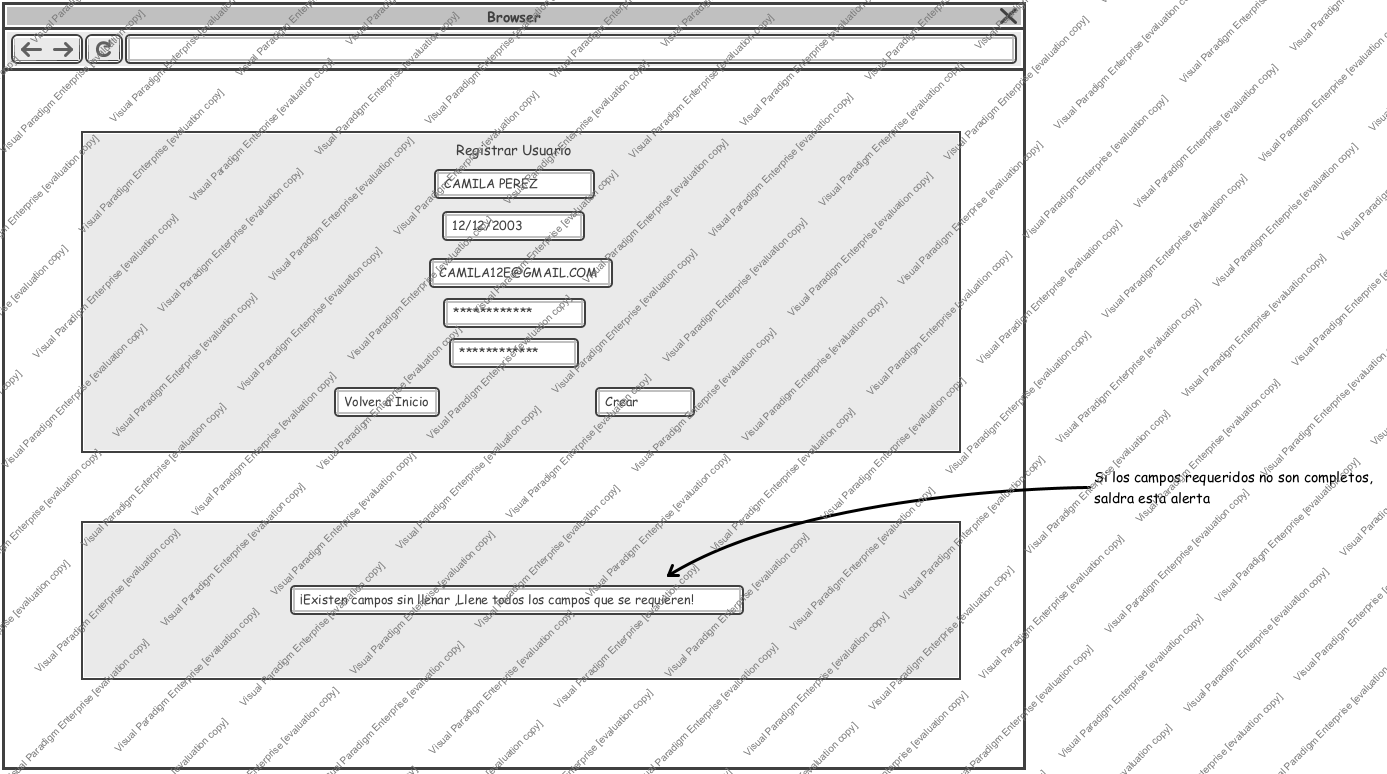 Browser
Registrar Usuario
CAMILA PEREZ
12/12/2003
CAMILA12E@GMAIL.COM
************
************
Volver a Inicio
Crear
Si los campos requeridos no son completos,
saldra esta alerta
¡Existen campos sin llenar ,Llene todos los campos que se requieren!
Visual Paradigm Enterprise [evaluation copy]